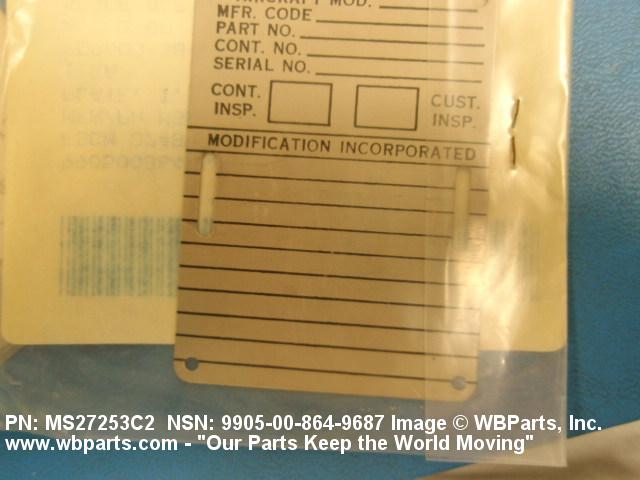 AIRCRAFT MOD.
MFR. CODE
PART NO.
CONT. NO.
SERIAL NO.
CONT. INSP.
CUST. INSP.
MODIFICATION INCORPORATED
PN: MS27253C2 NSN: 9905-00-864-9687 Image © WBParts, Inc.
www.wbparts.com - "Our Parts Keep the World Moving"